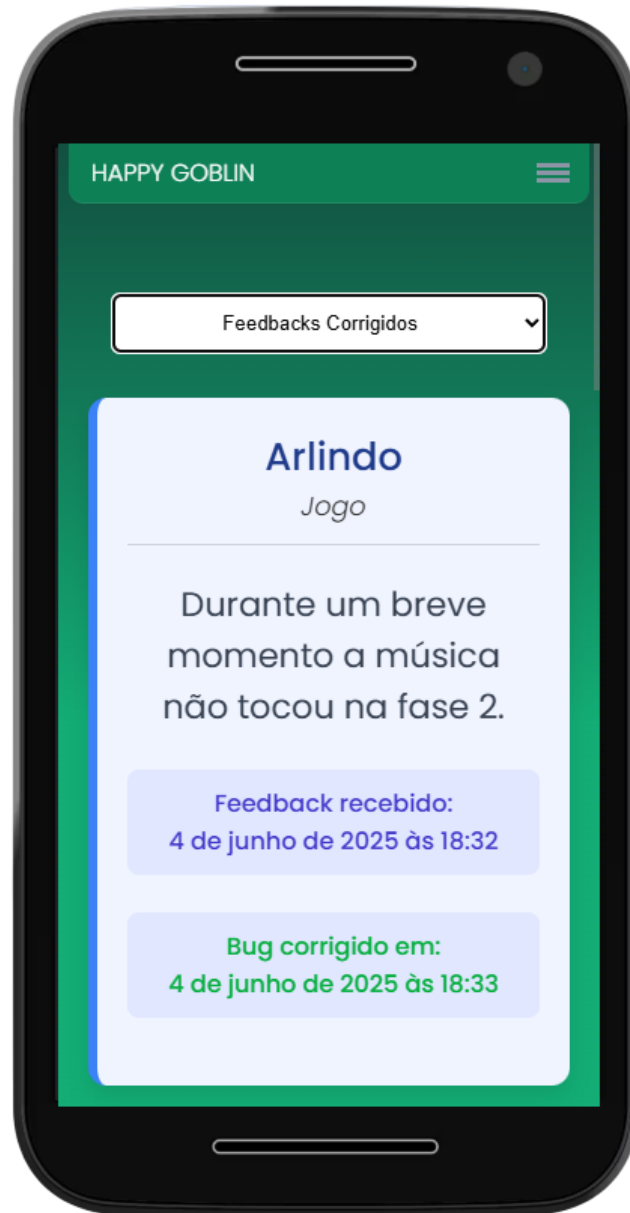 HAPPY GOBLIN
Feedbacks Corrigidos
Arlindo
Jogo
Durante um breve
momento a música
não tocou na fase 2.
Feedback recebido:
4 de junho de 2025 às 18:32
Bug corrigido em:
4 de junho de 2025 às 18:33